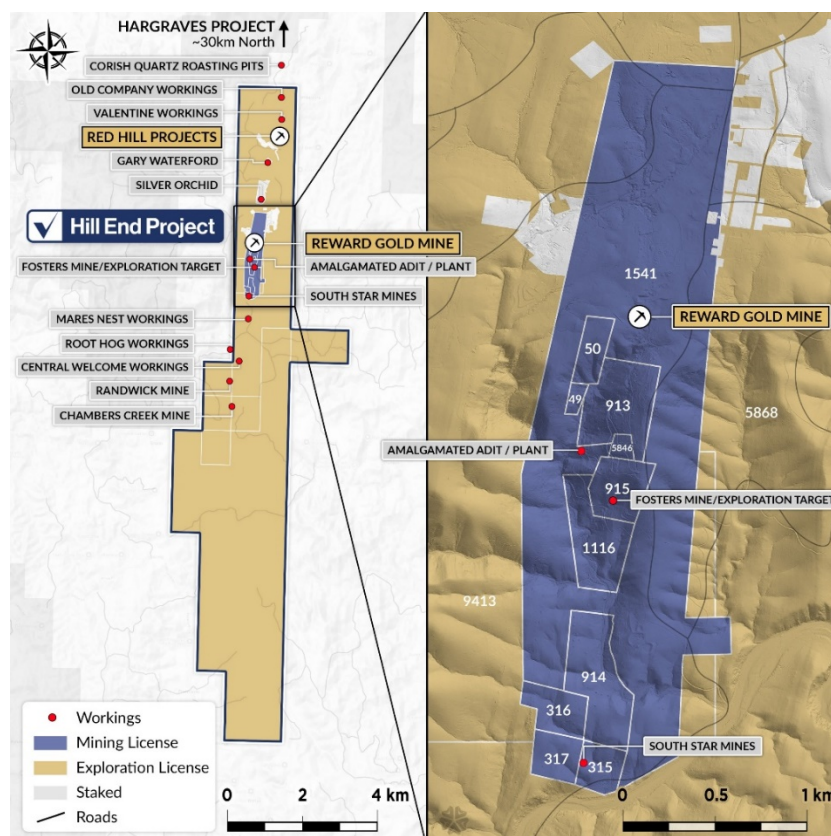 HARGRAVES PROJECT
~30km North
CORISH QUARTZ ROASTING PITS
OLD COMPANY WORKINGS
VALENTINE WORKINGS
RED HILL PROJECTS
GARY WATERFORD
SILVER ORCHID
Hill End Project
REWARD GOLD MINE
FOSTERS MINE/EXPLORATION TARGET
AMALGAMATED ADIT / PLANT
SOUTH STAR MINES
MARES NEST WORKINGS
ROOT HOG WORKINGS
CENTRAL WELCOME WORKINGS
RANDWICK MINE
CHAMBERS CREEK MINE
Workings
Mining License
Exploration License
Staked
Roads
0 2 4 km
1541
REWARD GOLD MINE
50
49
913
5868
AMALGAMATED ADIT / PLANT
5846
915
FOSTERS MINE/EXPLORATION TARGET
1116
9413
914
316
SOUTH STAR MINES
317
315
0 0.5 1 km